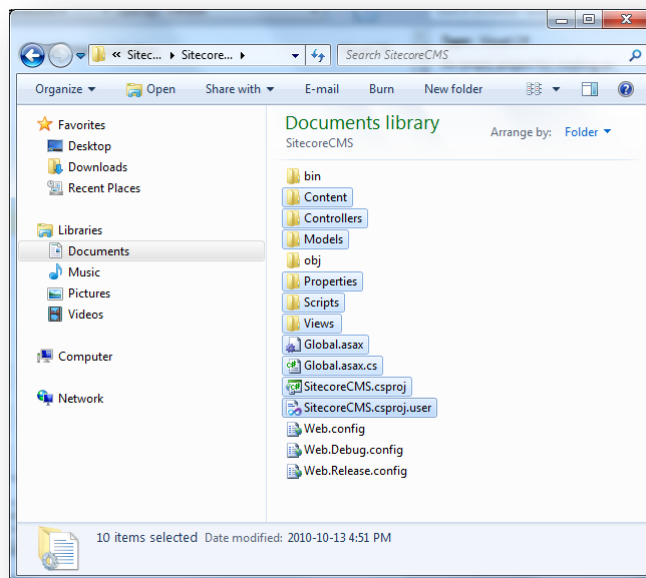 « Sitec... Sitecore...
Search SitecoreCMS
Organize Open Share with E-mail Burn New folder
Favorites
Desktop
Downloads
Recent Places
Libraries
Documents
Music
Pictures
Videos
Computer
Network
Documents library
SitecoreCMS
Arrange by: Folder
bin
Content
Controllers
Models
obj
Properties
Scripts
Views
Global.asax
Global.asax.cs
SitecoreCMS.csproj
SitecoreCMS.csproj.user
Web.config
Web.Debug.config
Web.Release.config
10 items selected Date modified: 2010-10-13 4:51 PM